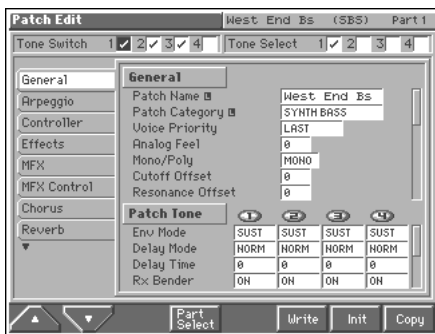 Patch Edit West End Bs (SBS) Part 1
Tone Switch 1 2 3 4 Tone Select 1 2 3 4
General
Arpeggio
Controller
Effects
MFX
MFX Control
Chorus
Reverb
General
Patch Name West End Bs
Patch Category SYNTH BASS
Voice Priority LAST
Analog Feel 0
Mono/Poly MONO
Cutoff Offset 0
Resonance Offset 0
Patch Tone 1 2 3 4
Env Mode SUST SUST SUST SUST
Delay Mode NORM NORM NORM NORM
Delay Time 0 0 0 0
Rx Bender ON ON ON ON
Part Select Write Init Copy